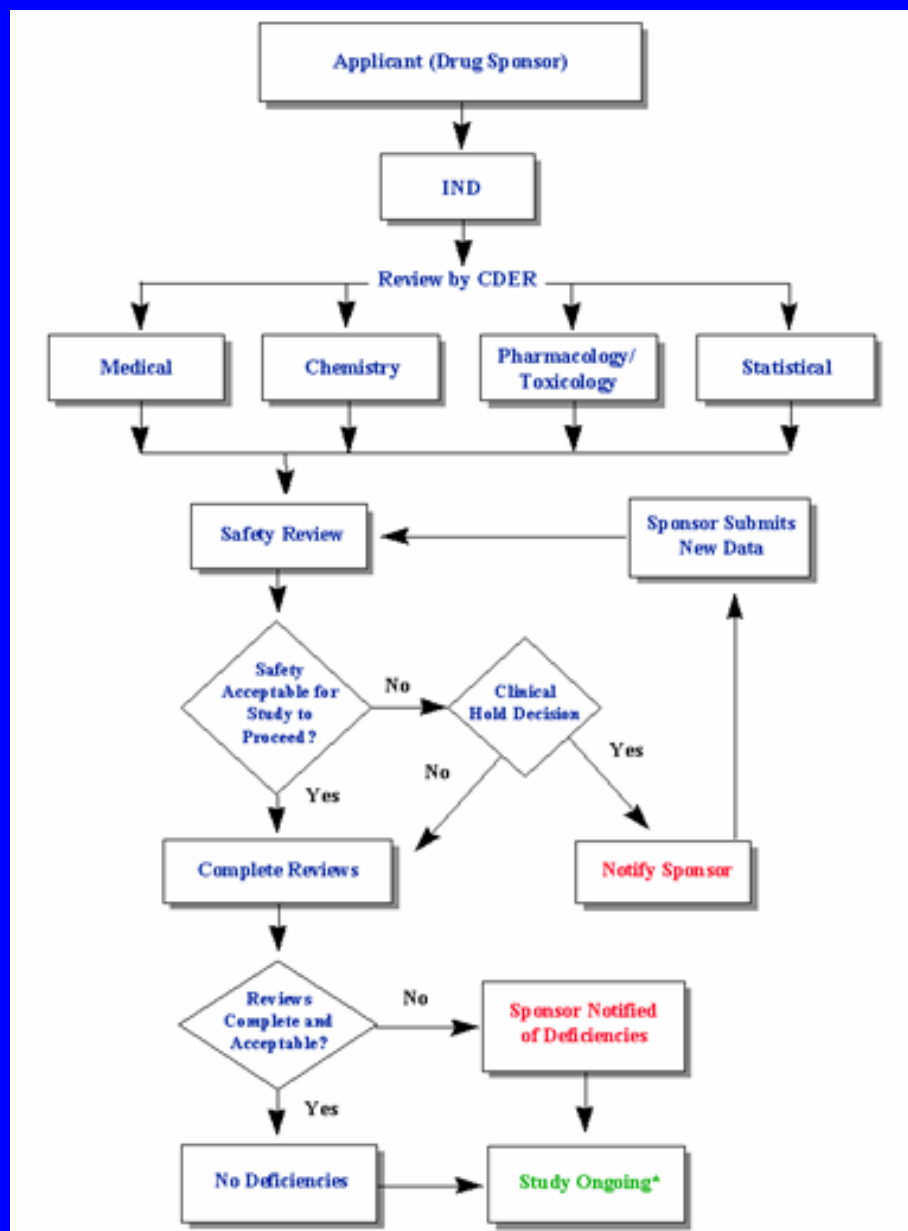 Applicant (Drug Sponsor)
IND
Review by CDER
Medical
Chemistry
Pharmacology/
Toxicology
Statistical
Safety Review
Sponsor Submits
New Data
Safety
Acceptable for
Study to
Proceed?
No
Clinical
Hold Decision
No
Yes
Yes
Complete Reviews
Notify Sponsor
Reviews
Complete and
Acceptable?
No
Sponsor Notified
of Deficiencies
Yes
No Deficiencies
Study Ongoing*